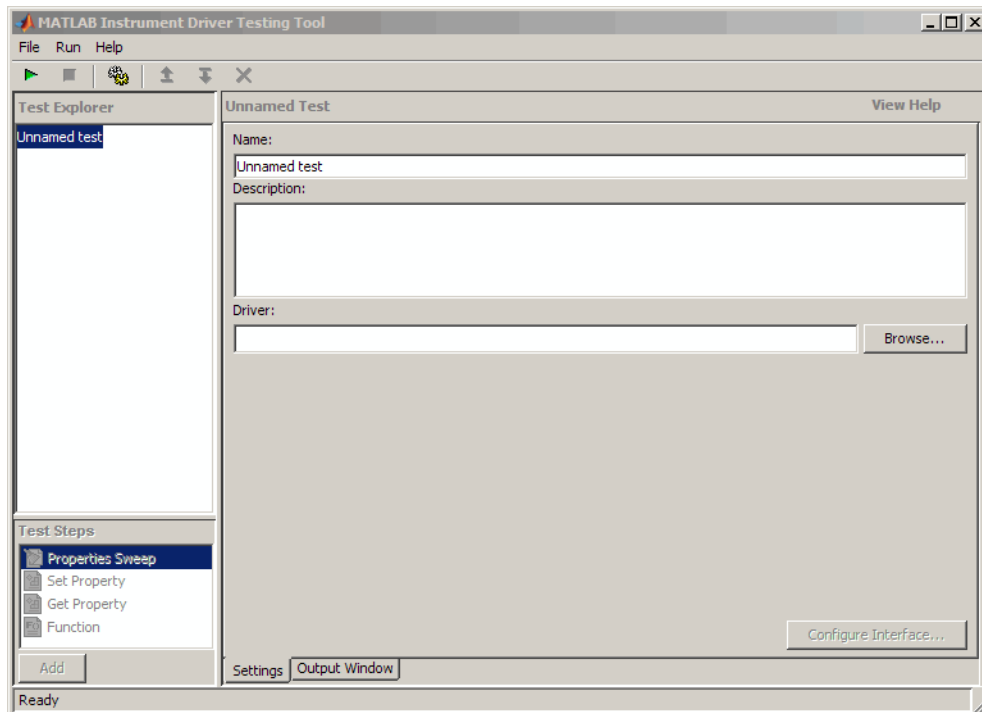 MATLAB Instrument Driver Testing Tool
File Run Help
Test Explorer
Unnamed test
Unnamed Test View Help
Name:
Unnamed test
Description:
Driver:
Browse...
Test Steps
Properties Sweep
Set Property
Get Property
Function
Add
Configure Interface...
Settings Output Window
Ready